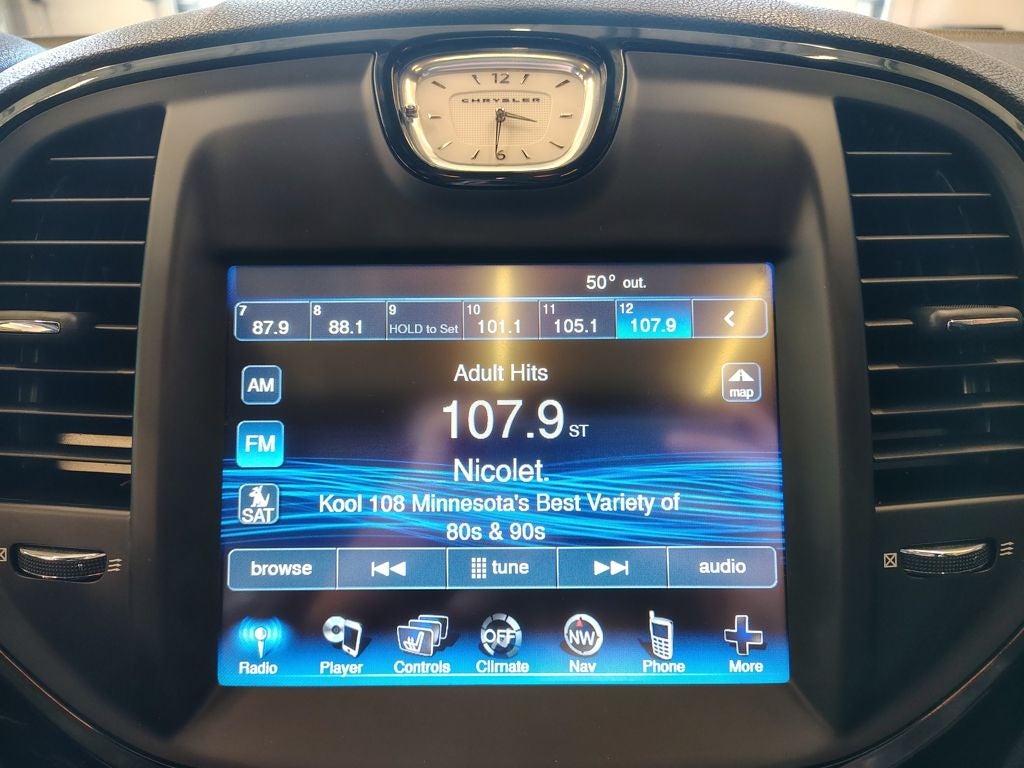 12
CHRYSLER
6
50° out.
7 87.9
8 88.1
9 HOLD to Set
10 101.1
11 105.1
12 107.9
<
AM
Adult Hits
map
107.9 ST
FM
Nicolet.
SAT
Kool 108 Minnesota's Best Variety of
80s & 90s
browse
tune
audio
Radio
Player
Controls
OFF
Climate
NW
Nav
Phone
More